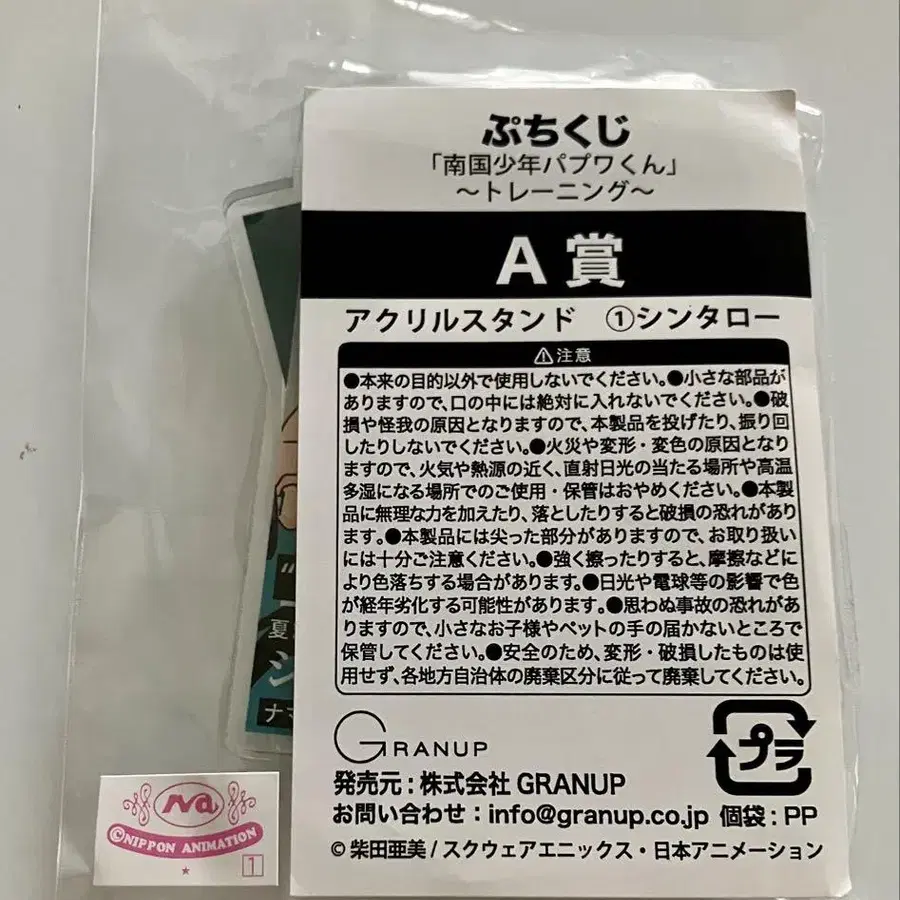 ぷちくじ
「南国少年パプワくん」
～トレーニング～
A 賞
アクリルスタンド ①シンタロー
⚠注意
●本来の目的以外で使用しないでください。●小さな部品が
ありますので、口の中には絶対に入れないでください。●破
損や怪我の原因となりますので、本製品を投げたり、振り回
したりしないでください。●火災や変形・変色の原因となり
ますので、火気や熱源の近く、直射日光の当たる場所や高温
多湿になる場所でのご使用・保管はおやめください。●本製
品に無理な力を加えたり、落としたりすると破損の恐れがあり
ます。●本製品には尖った部分がありますので、お取り扱い
には十分ご注意ください。●強く擦ったりすると、摩擦などに
より色落ちする場合があります。●日光や電球等の影響で色
が経年劣化する可能性があります。●思わぬ事故の恐れがあ
りますので、小さなお子様やペットの手の届かないところで
保管してください。●安全のため、変形・破損したものは使
用せず、各地方自治体の廃棄区分に従って廃棄してください。
GRANUP
プラ
発売元：株式会社 GRANUP
お問い合わせ：info@granup.co.jp 個袋：PP
© 柴田亜美 / スクウェアエニックス・日本アニメーション
夏
シ
ナマ
Na
©NIPPON ANIMATION
1